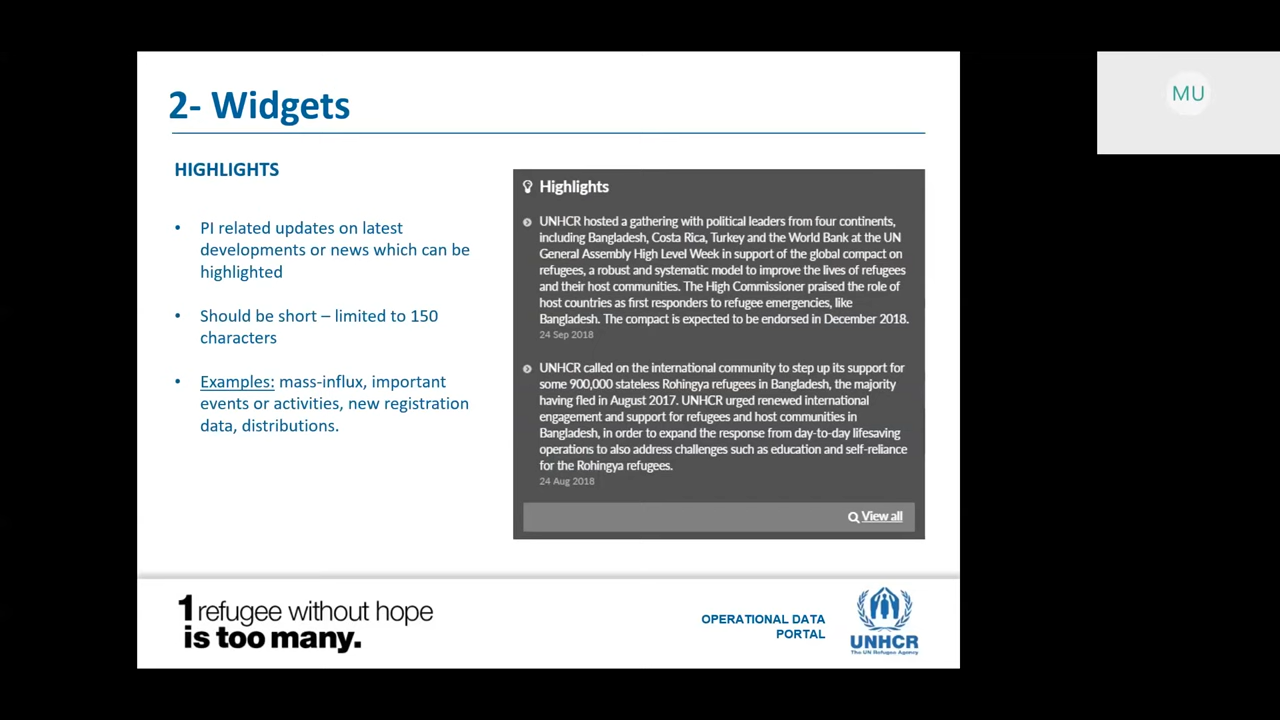 2- Widgets
HIGHLIGHTS
• PI related updates on latest
developments or news which can be
highlighted
• Should be short – limited to 150
characters
• Examples: mass-influx, important
events or activities, new registration
data, distributions.
Highlights
UNHCR hosted a gathering with political leaders from four continents,
including Bangladesh, Costa Rica, Turkey and the World Bank at the UN
General Assembly High Level Week in support of the global compact on
refugees, a robust and systematic model to improve the lives of refugees
and their host communities. The High Commissioner praised the role of
host countries as first responders to refugee emergencies, like
Bangladesh. The compact is expected to be endorsed in December 2018.
24 Sep 2018
UNHCR called on the international community to step up its support for
some 900,000 stateless Rohingya refugees in Bangladesh, the majority
having fled in August 2017. UNHCR urged renewed international
engagement and support for refugees and host communities in
Bangladesh, in order to expand the response from day-to-day lifesaving
operations to also address challenges such as education and self-reliance
for the Rohingya refugees.
24 Aug 2018
View all
1 refugee without hope
is too many.
OPERATIONAL DATA
PORTAL
UNHCR
The UN Refugee Agency
MU